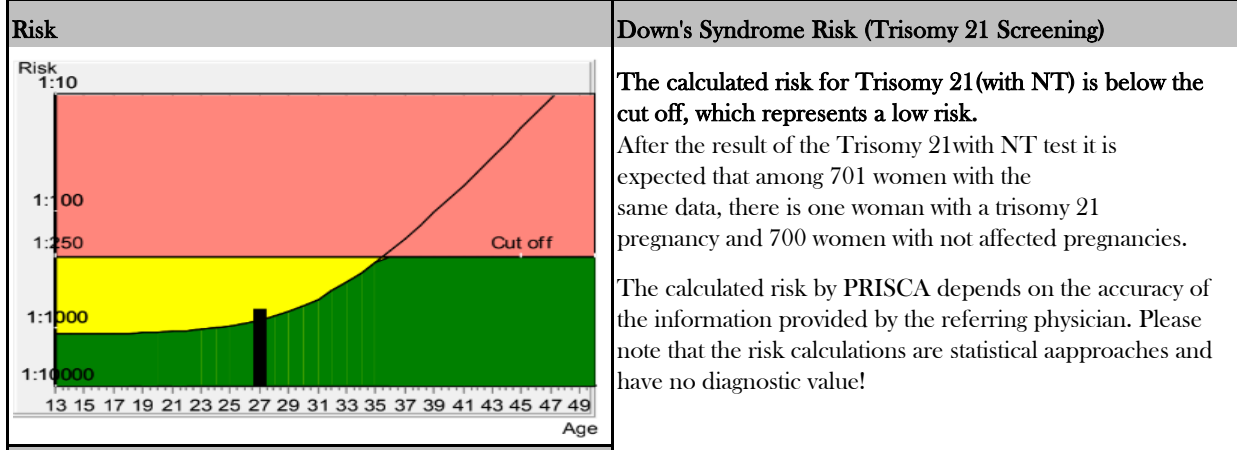 Risk
Down's Syndrome Risk (Trisomy 21 Screening)
Risk
1:10
1:100
1:250
Cut off
1:1000
1:10000
13 15 17 19 21 23 25 27 29 31 33 35 37 39 41 43 45 47 49
Age
The calculated risk for Trisomy 21(with NT) is below the
cut off, which represents a low risk.
After the result of the Trisomy 21with NT test it is
expected that among 701 women with the
same data, there is one woman with a trisomy 21
pregnancy and 700 women with not affected pregnancies.
The calculated risk by PRISCA depends on the accuracy of
the information provided by the referring physician. Please
note that the risk calculations are statistical aapproaches and
have no diagnostic value!